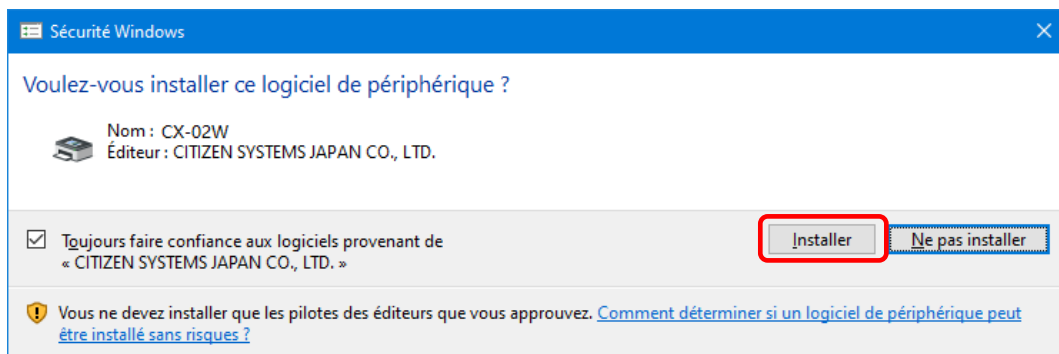 Sécurité Windows
Voulez-vous installer ce logiciel de périphérique ?
Nom : CX-02W
Éditeur : CITIZEN SYSTEMS JAPAN CO., LTD.
Toujours faire confiance aux logiciels provenant de
« CITIZEN SYSTEMS JAPAN CO., LTD. »
Installer
Ne pas installer
Vous ne devez installer que les pilotes des éditeurs que vous approuvez. Comment déterminer si un logiciel de périphérique peut
être installé sans risques ?